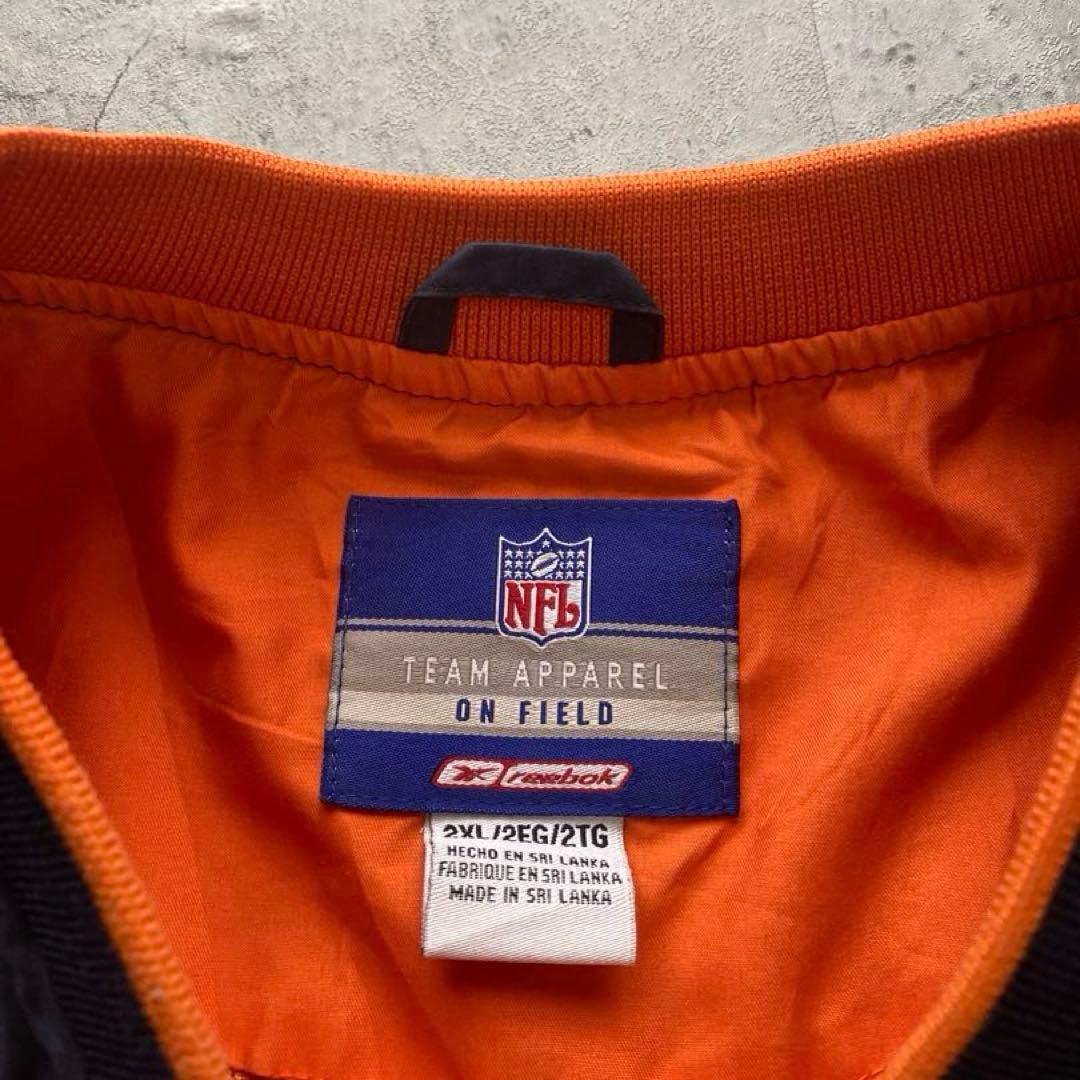 NFL
TEAM APPAREL
ON FIELD
reebok
2XL/2EG/2TG
HECHO EN SRI LANKA
FABRIQUE EN SRI LANKA
MADE IN SRI LANKA